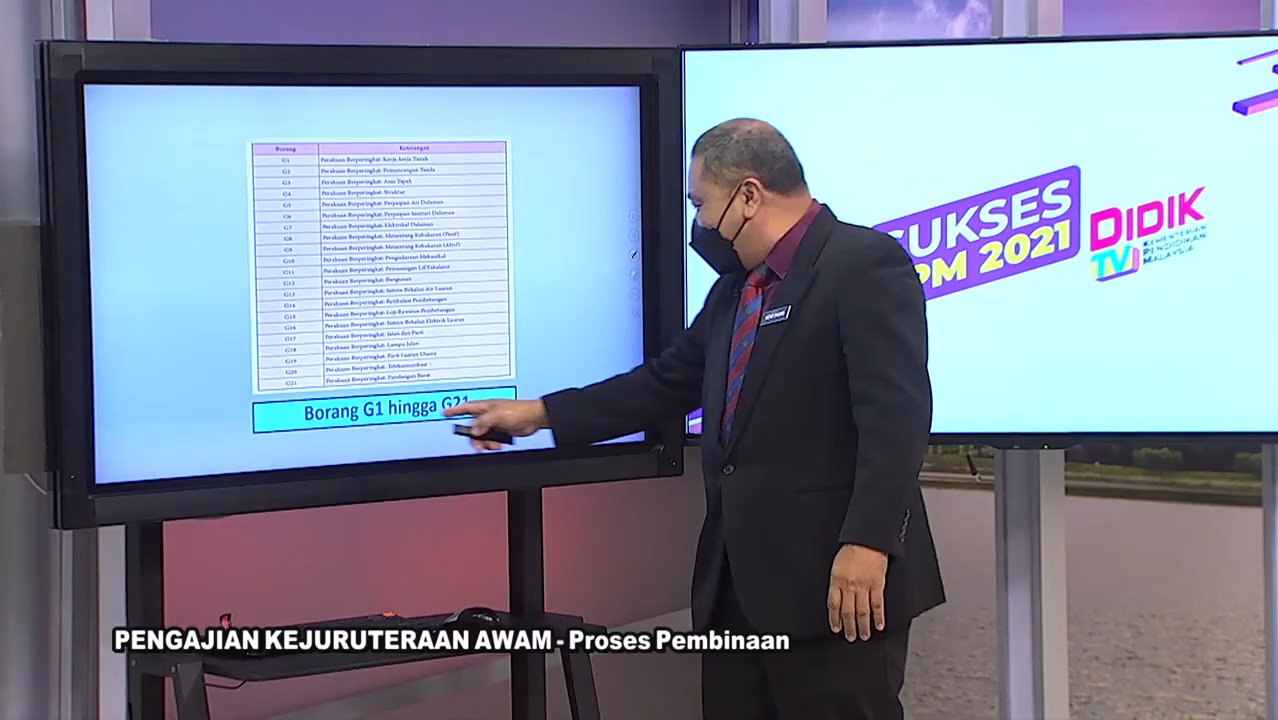 Borang Keterangan
G1 Perakuan Berperingkat: Kerja-kerja Tanah
G2 Perakuan Berperingkat: Pemancangan Tanda
G3 Perakuan Berperingkat: Asas Tapak
G4 Perakuan Berperingkat: Struktur
G5 Perakuan Berperingkat: Perpaipan Air Dalaman
G6 Perakuan Berperingkat: Perpaipan Sanitari Dalaman
G7 Perakuan Berperingkat: Elektrikal Dalaman
G8 Perakuan Berperingkat: Menentang Kebakaran (Pasif)
G9 Perakuan Berperingkat: Menentang Kebakaran (Aktif)
G10 Perakuan Berperingkat: Pengudaraan Mekanikal
G11 Perakuan Berperingkat: Pemasangan Lif/Eskalator
G12 Perakuan Berperingkat: Bangunan
G13 Perakuan Berperingkat: Sistem Bekalan Air Luaran
G14 Perakuan Berperingkat: Retikulasi Pembetungan
G15 Perakuan Berperingkat: Loji Rawatan Pembetungan
G16 Perakuan Berperingkat: Sistem Bekalan Elektrik Luaran
G17 Perakuan Berperingkat: Jalan dan Parit
G18 Perakuan Berperingkat: Lampu Jalan
G19 Perakuan Berperingkat: Parit Luaran Utama
G20 Perakuan Berperingkat: Telekomunikasi
G21 Perakuan Berperingkat: Pandangan Darat
Borang G1 hingga G21
SUKSES
PM 2021
DIDIK
TV
KEMENTERIAN
PENDIDIKAN
MALAYSIA
PENGAJIAN KEJURUTERAAN AWAM - Proses Pembinaan